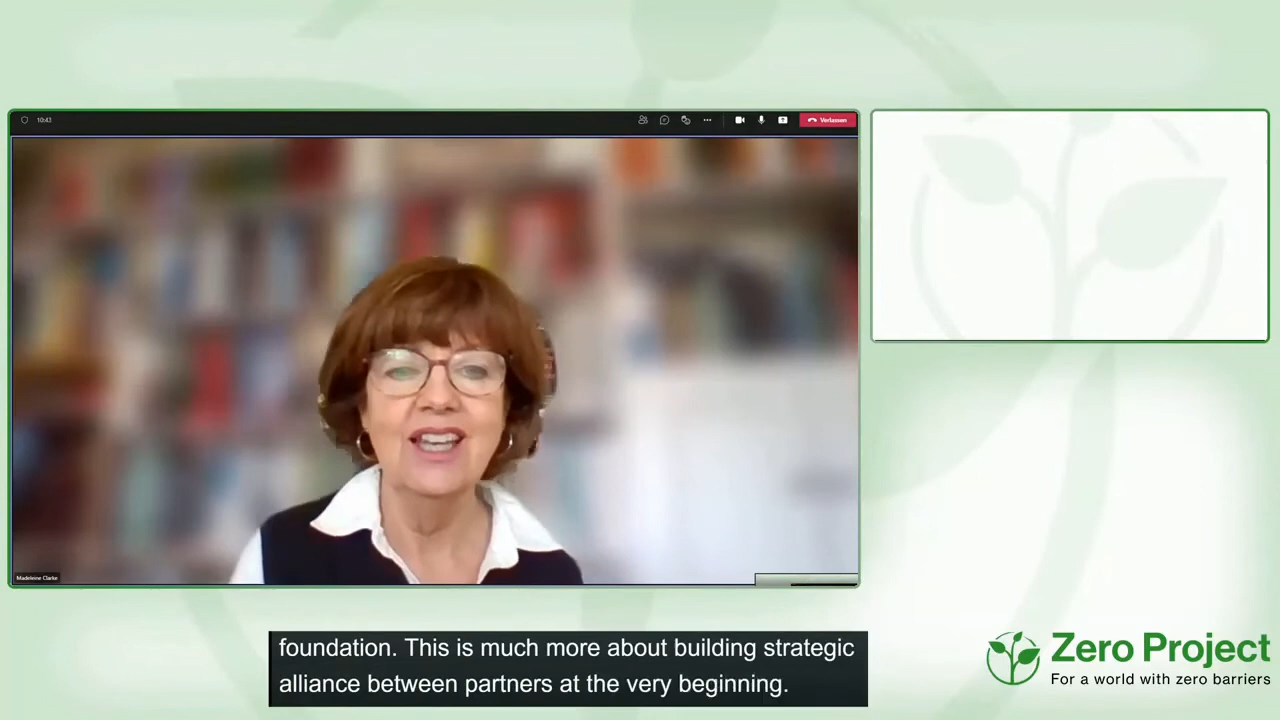 10:43
Verlassen
Madeleine Clarke
foundation. This is much more about building strategic
alliance between partners at the very beginning.
Zero Project
For a world with zero barriers